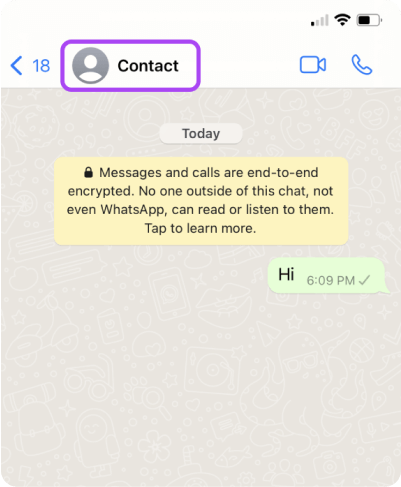 18 Contact
Today
Messages and calls are end-to-end
encrypted. No one outside of this chat, not
even WhatsApp, can read or listen to them.
Tap to learn more.
Hi 6:09 PM